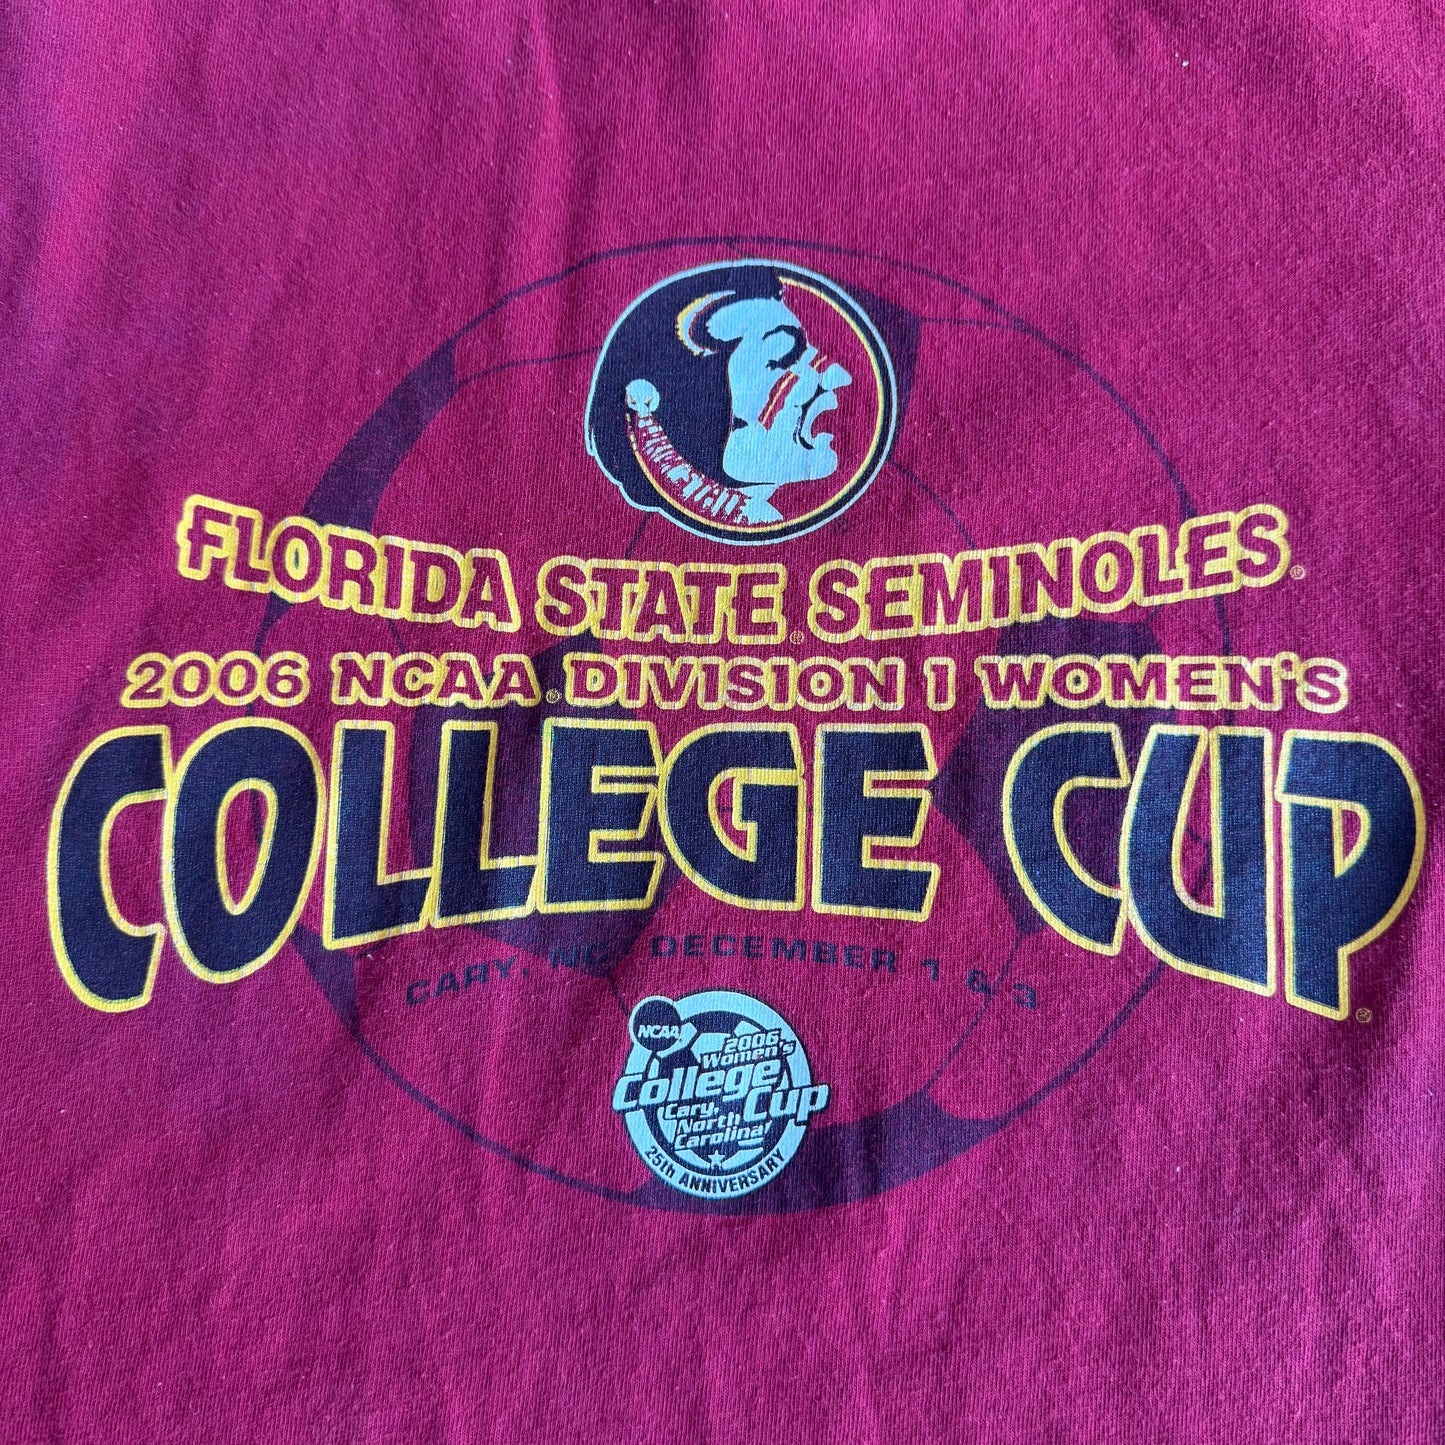 FLORIDA STATE® SEMINOLES®
2006 NCAA® DIVISION 1 WOMEN'S
COLLEGE CUP®
CARY, NC DECEMBER 1 & 3
NCAA
2006
Women's
College
Cup
Cary,
North
Carolina
25th ANNIVERSARY